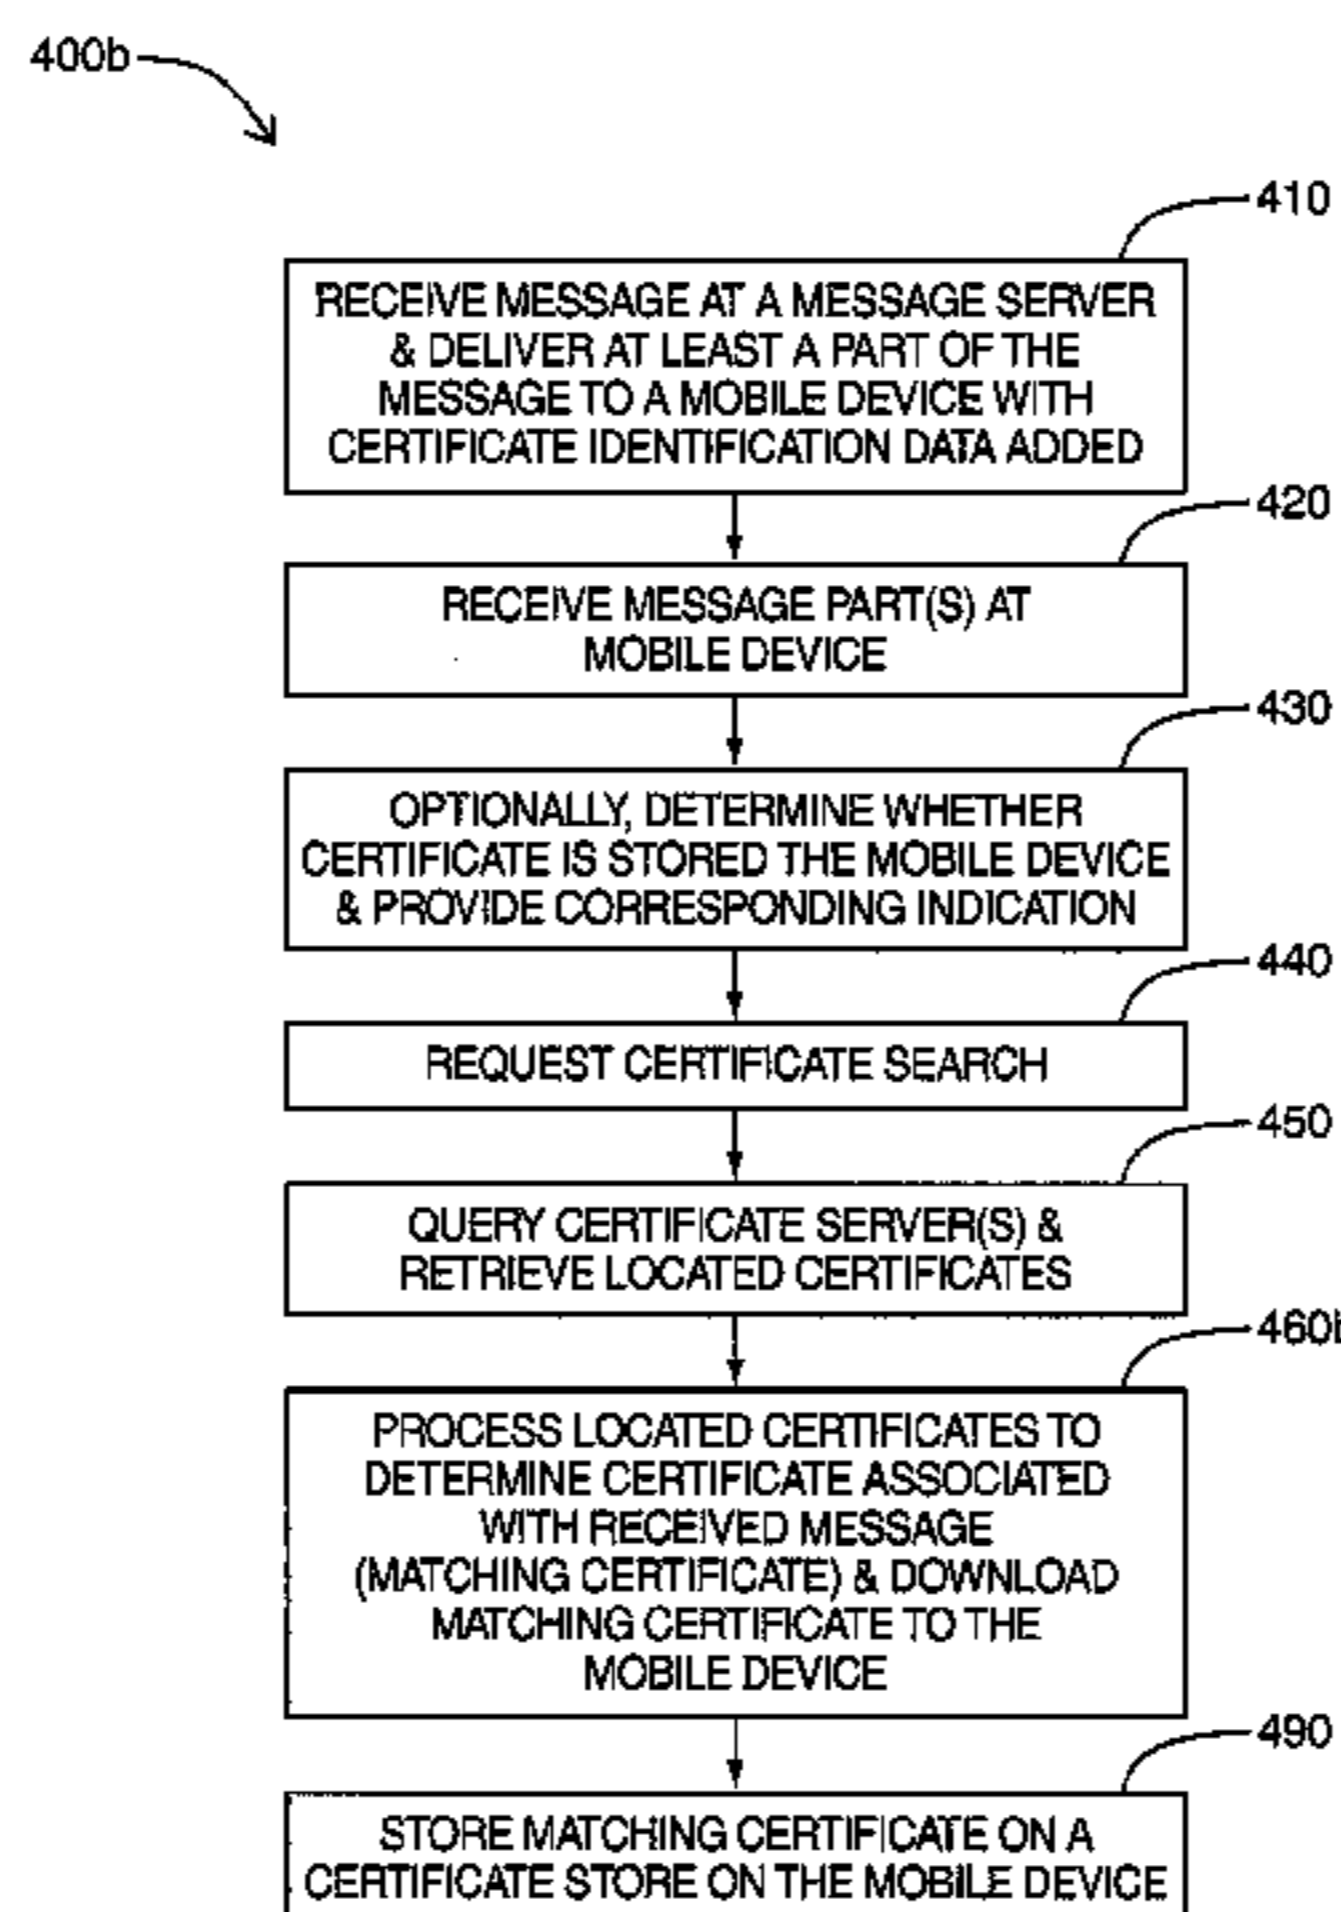 400b
410
RECEIVE MESSAGE AT A MESSAGE SERVER
& DELIVER AT LEAST A PART OF THE
MESSAGE TO A MOBILE DEVICE WITH
CERTIFICATE IDENTIFICATION DATA ADDED
420
RECEIVE MESSAGE PART(S) AT
MOBILE DEVICE
430
OPTIONALLY, DETERMINE WHETHER
CERTIFICATE IS STORED THE MOBILE DEVICE
& PROVIDE CORRESPONDING INDICATION
440
REQUEST CERTIFICATE SEARCH
450
QUERY CERTIFICATE SERVER(S) &
RETRIEVE LOCATED CERTIFICATES
460b
PROCESS LOCATED CERTIFICATES TO
DETERMINE CERTIFICATE ASSOCIATED
WITH RECEIVED MESSAGE
(MATCHING CERTIFICATE) & DOWNLOAD
MATCHING CERTIFICATE TO THE
MOBILE DEVICE
490
STORE MATCHING CERTIFICATE ON A
CERTIFICATE STORE ON THE MOBILE DEVICE